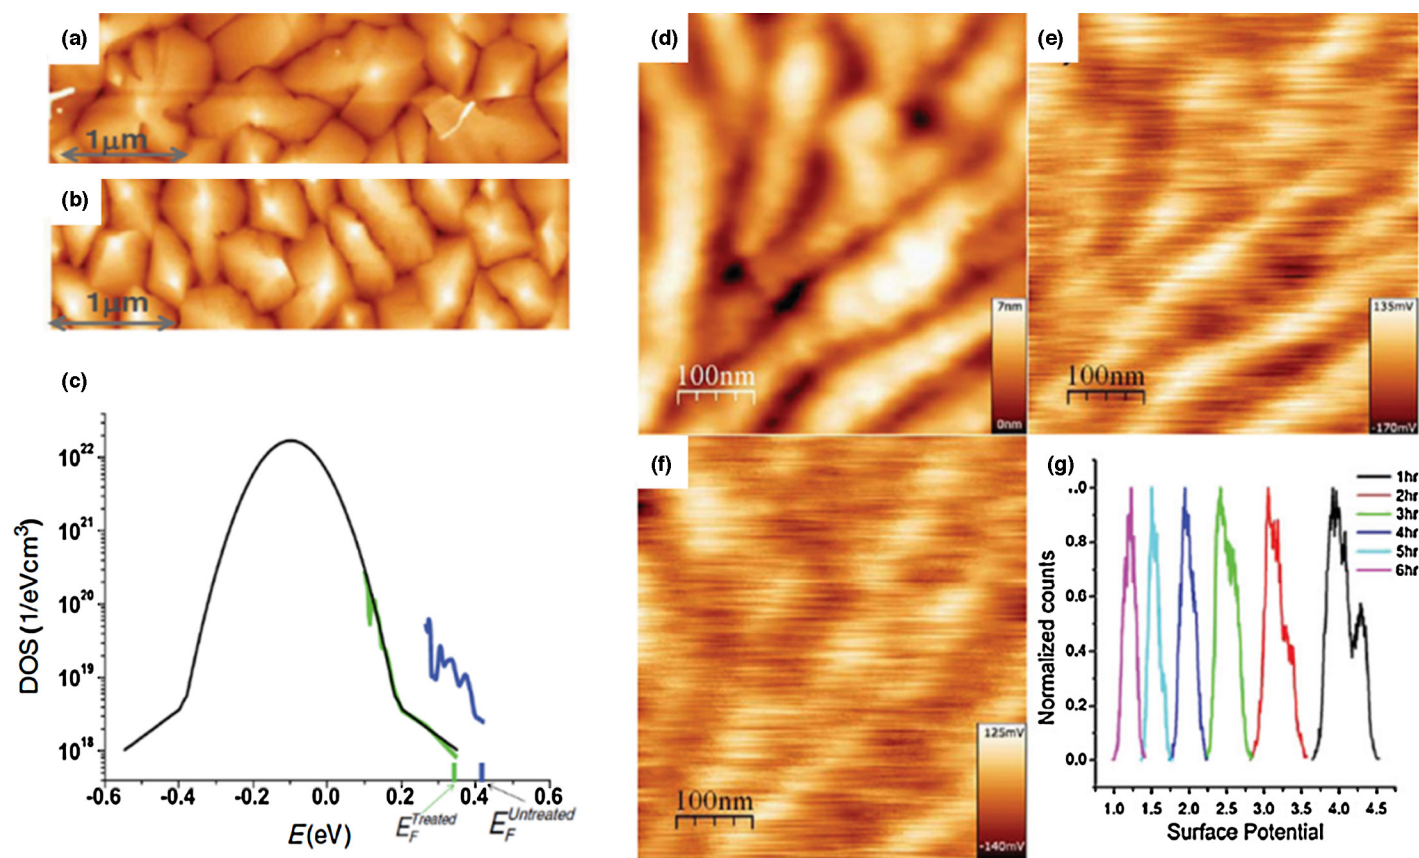 (a)
1μm
(b)
1μm
(c)
DOS (1/eVcm³)
10²²
10²¹
10²⁰
10¹⁹
10¹⁸
-0.6 -0.4 -0.2 0.0 0.2 0.4 0.6
E(eV)
E_F^Treated
E_F^Untreated
(d)
100nm
7nm
0nm
(e)
100nm
135mV
-170mV
(f)
100nm
125mV
-140mV
(g)
Normalized counts
.0
0.8
0.6
0.4
0.2
0.0
1.0 1.5 2.0 2.5 3.0 3.5 4.0 4.5
Surface Potential
1hr
2hr
3hr
4hr
5hr
6hr